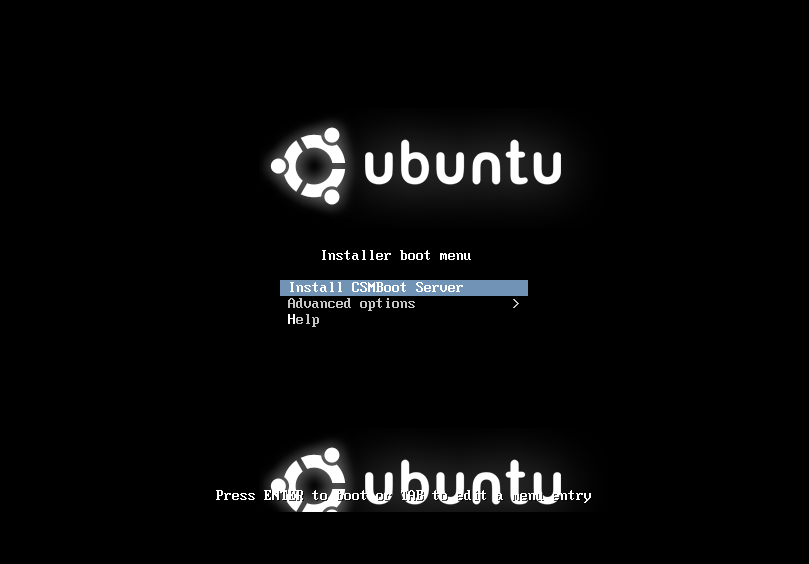 ubuntu
Installer boot menu
Install CSMBoot Server
Advanced options >
Help
ubuntu
Press ENTER to boot or TAB to edit a menu entry